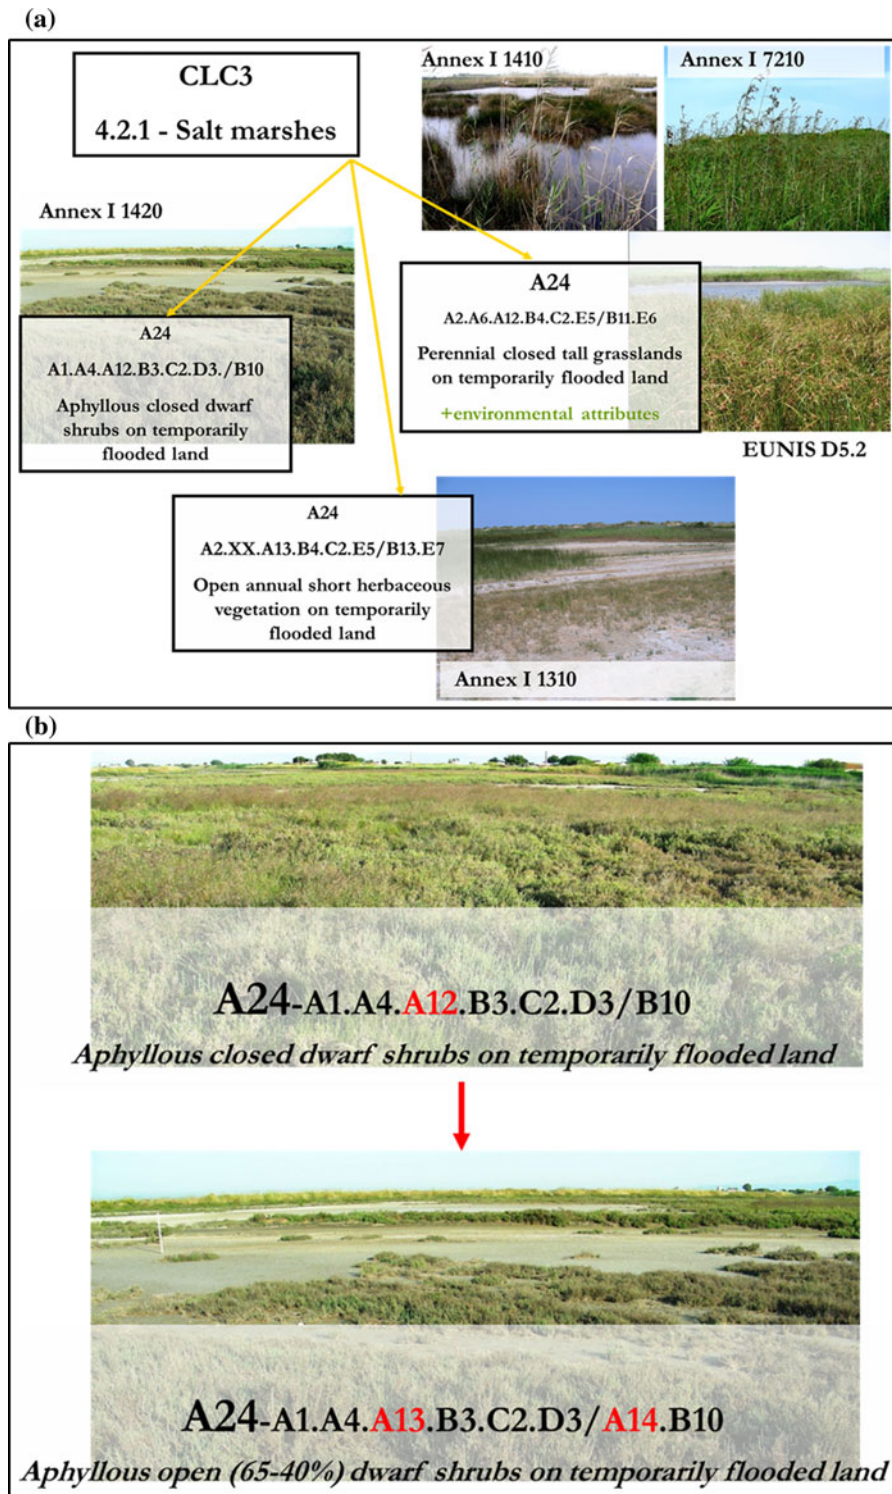 (a)
CLC3
4.2.1 - Salt marshes
Annex I 1410
Annex I 7210
Annex I 1420
A24
A1.A4.A12.B3.C2.D3./B10
Aphyllous closed dwarf
shrubs on temporarily
flooded land
A24
A2.A6.A12.B4.C2.E5/B11.E6
Perennial closed tall grasslands
on temporarily flooded land
+environmental attributes
EUNIS D5.2
A24
A2.XX.A13.B4.C2.E5/B13.E7
Open annual short herbaceous
vegetation on temporarily
flooded land
Annex I 1310
(b)
A24-A1.A4.A12.B3.C2.D3/B10
Aphyllous closed dwarf shrubs on temporarily flooded land
A24-A1.A4.A13.B3.C2.D3/A14.B10
Aphyllous open (65-40%) dwarf shrubs on temporarily flooded land